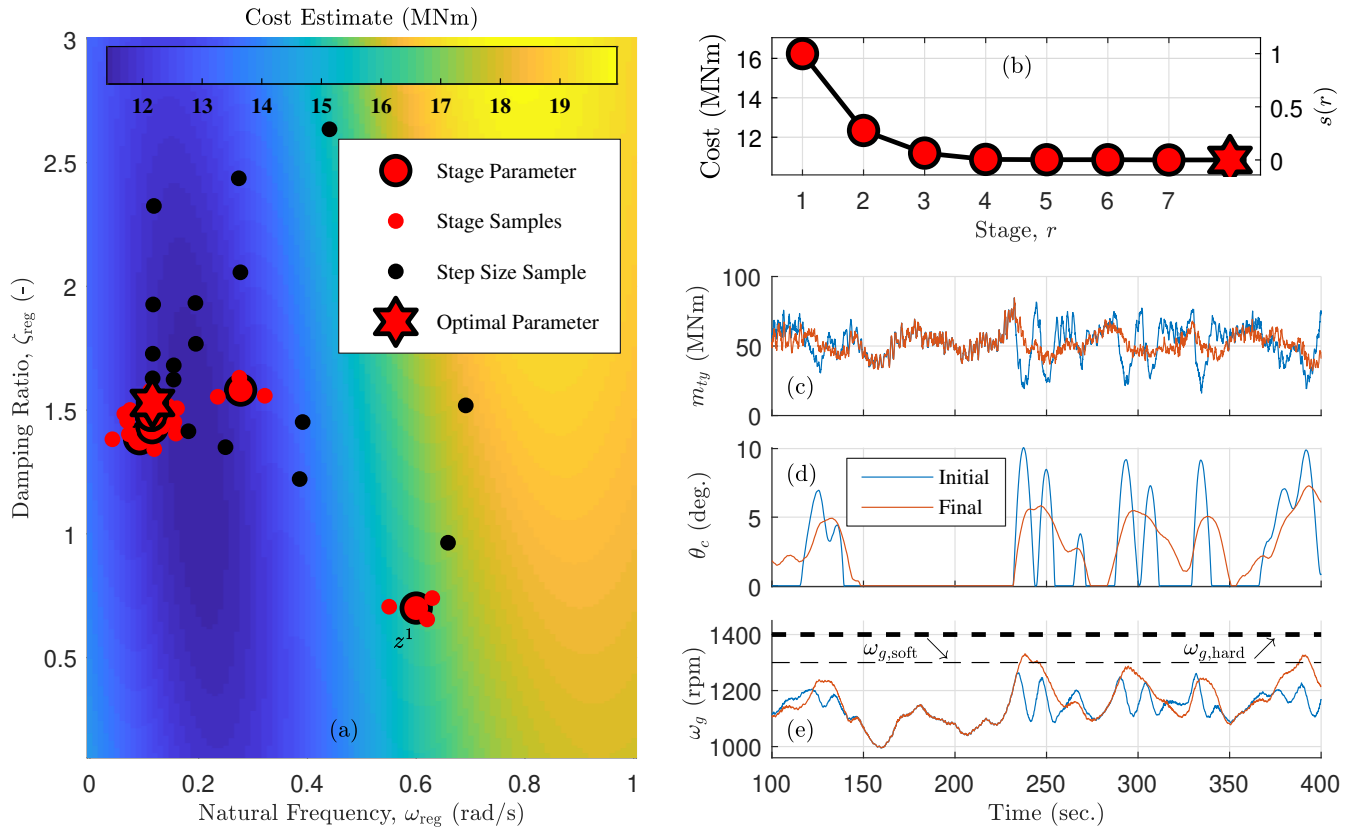 Cost Estimate (MNm)
12 13 14 15 16 17 18 19
3
2.5
2
1.5
1
0.5
Damping Ratio, ζreg (-)
Stage Parameter
Stage Samples
Step Size Sample
Optimal Parameter
z¹
(a)
0 0.2 0.4 0.6 0.8 1
Natural Frequency, ωreg (rad/s)
(b)
16
14
12
Cost (MNm)
1
0.5
0
s(r)
1 2 3 4 5 6 7
Stage, r
100
50
0
mty (MNm)
(c)
10
5
0
θc (deg.)
(d)
Initial
Final
1400
1200
1000
ωg (rpm)
ωg,soft
ωg,hard
(e)
100 150 200 250 300 350 400
Time (sec.)